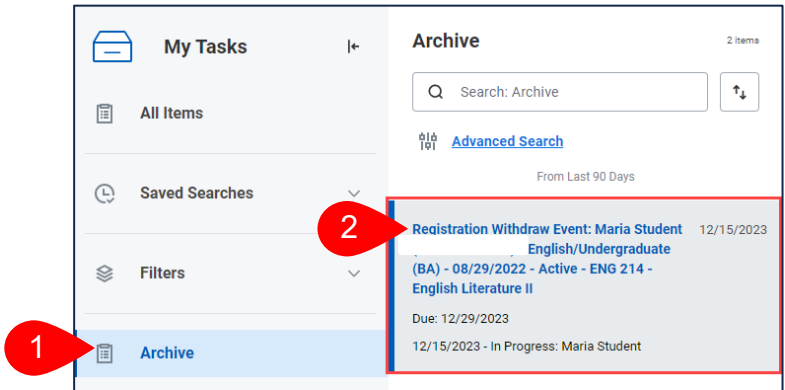 My Tasks
All Items
Saved Searches
Filters
1
Archive
Archive
2 items
Search: Archive
Advanced Search
From Last 90 Days
2
Registration Withdraw Event: Maria Student
12/15/2023
English/Undergraduate
(BA) - 08/29/2022 - Active - ENG 214 -
English Literature II
Due: 12/29/2023
12/15/2023 - In Progress: Maria Student